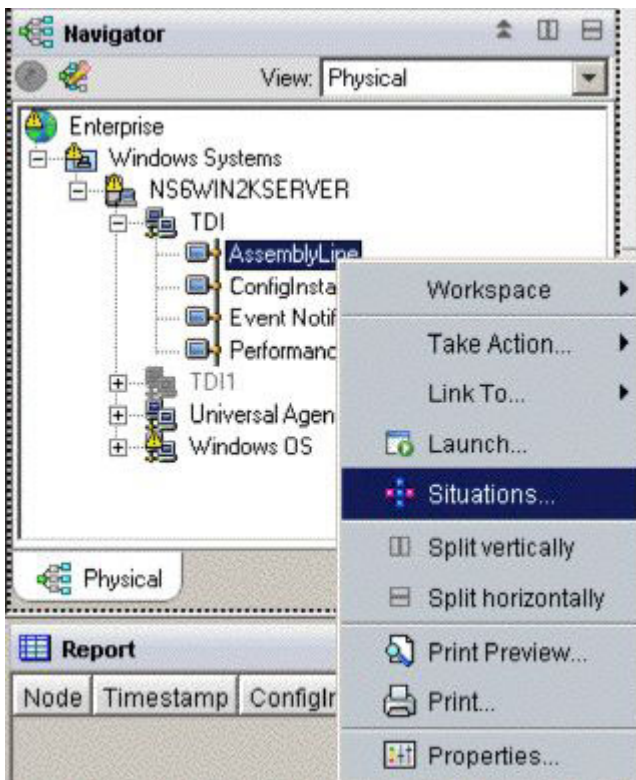 Navigator
View: Physical
Enterprise
Windows Systems
NS6WIN2KSERVER
TDI
AssemblyLine
ConfigInsta
Event Notif
Performanc
TDI1
Universal Agen
Windows OS
Physical
Workspace
Take Action...
Link To...
Launch...
Situations...
Split vertically
Split horizontally
Print Preview...
Print...
Properties...
Report
Node Timestamp ConfigIr